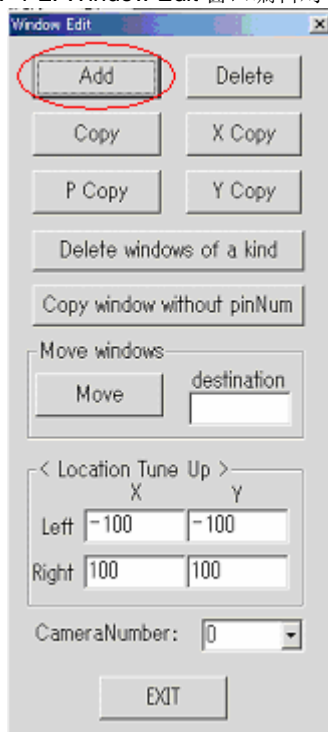 Window Edit
Add Delete
Copy X Copy
P Copy Y Copy
Delete windows of a kind
Copy window without pinNum
Move windows
Move destination
< Location Tune Up >
X Y
Left -100 -100
Right 100 100
CameraNumber: 0
EXIT